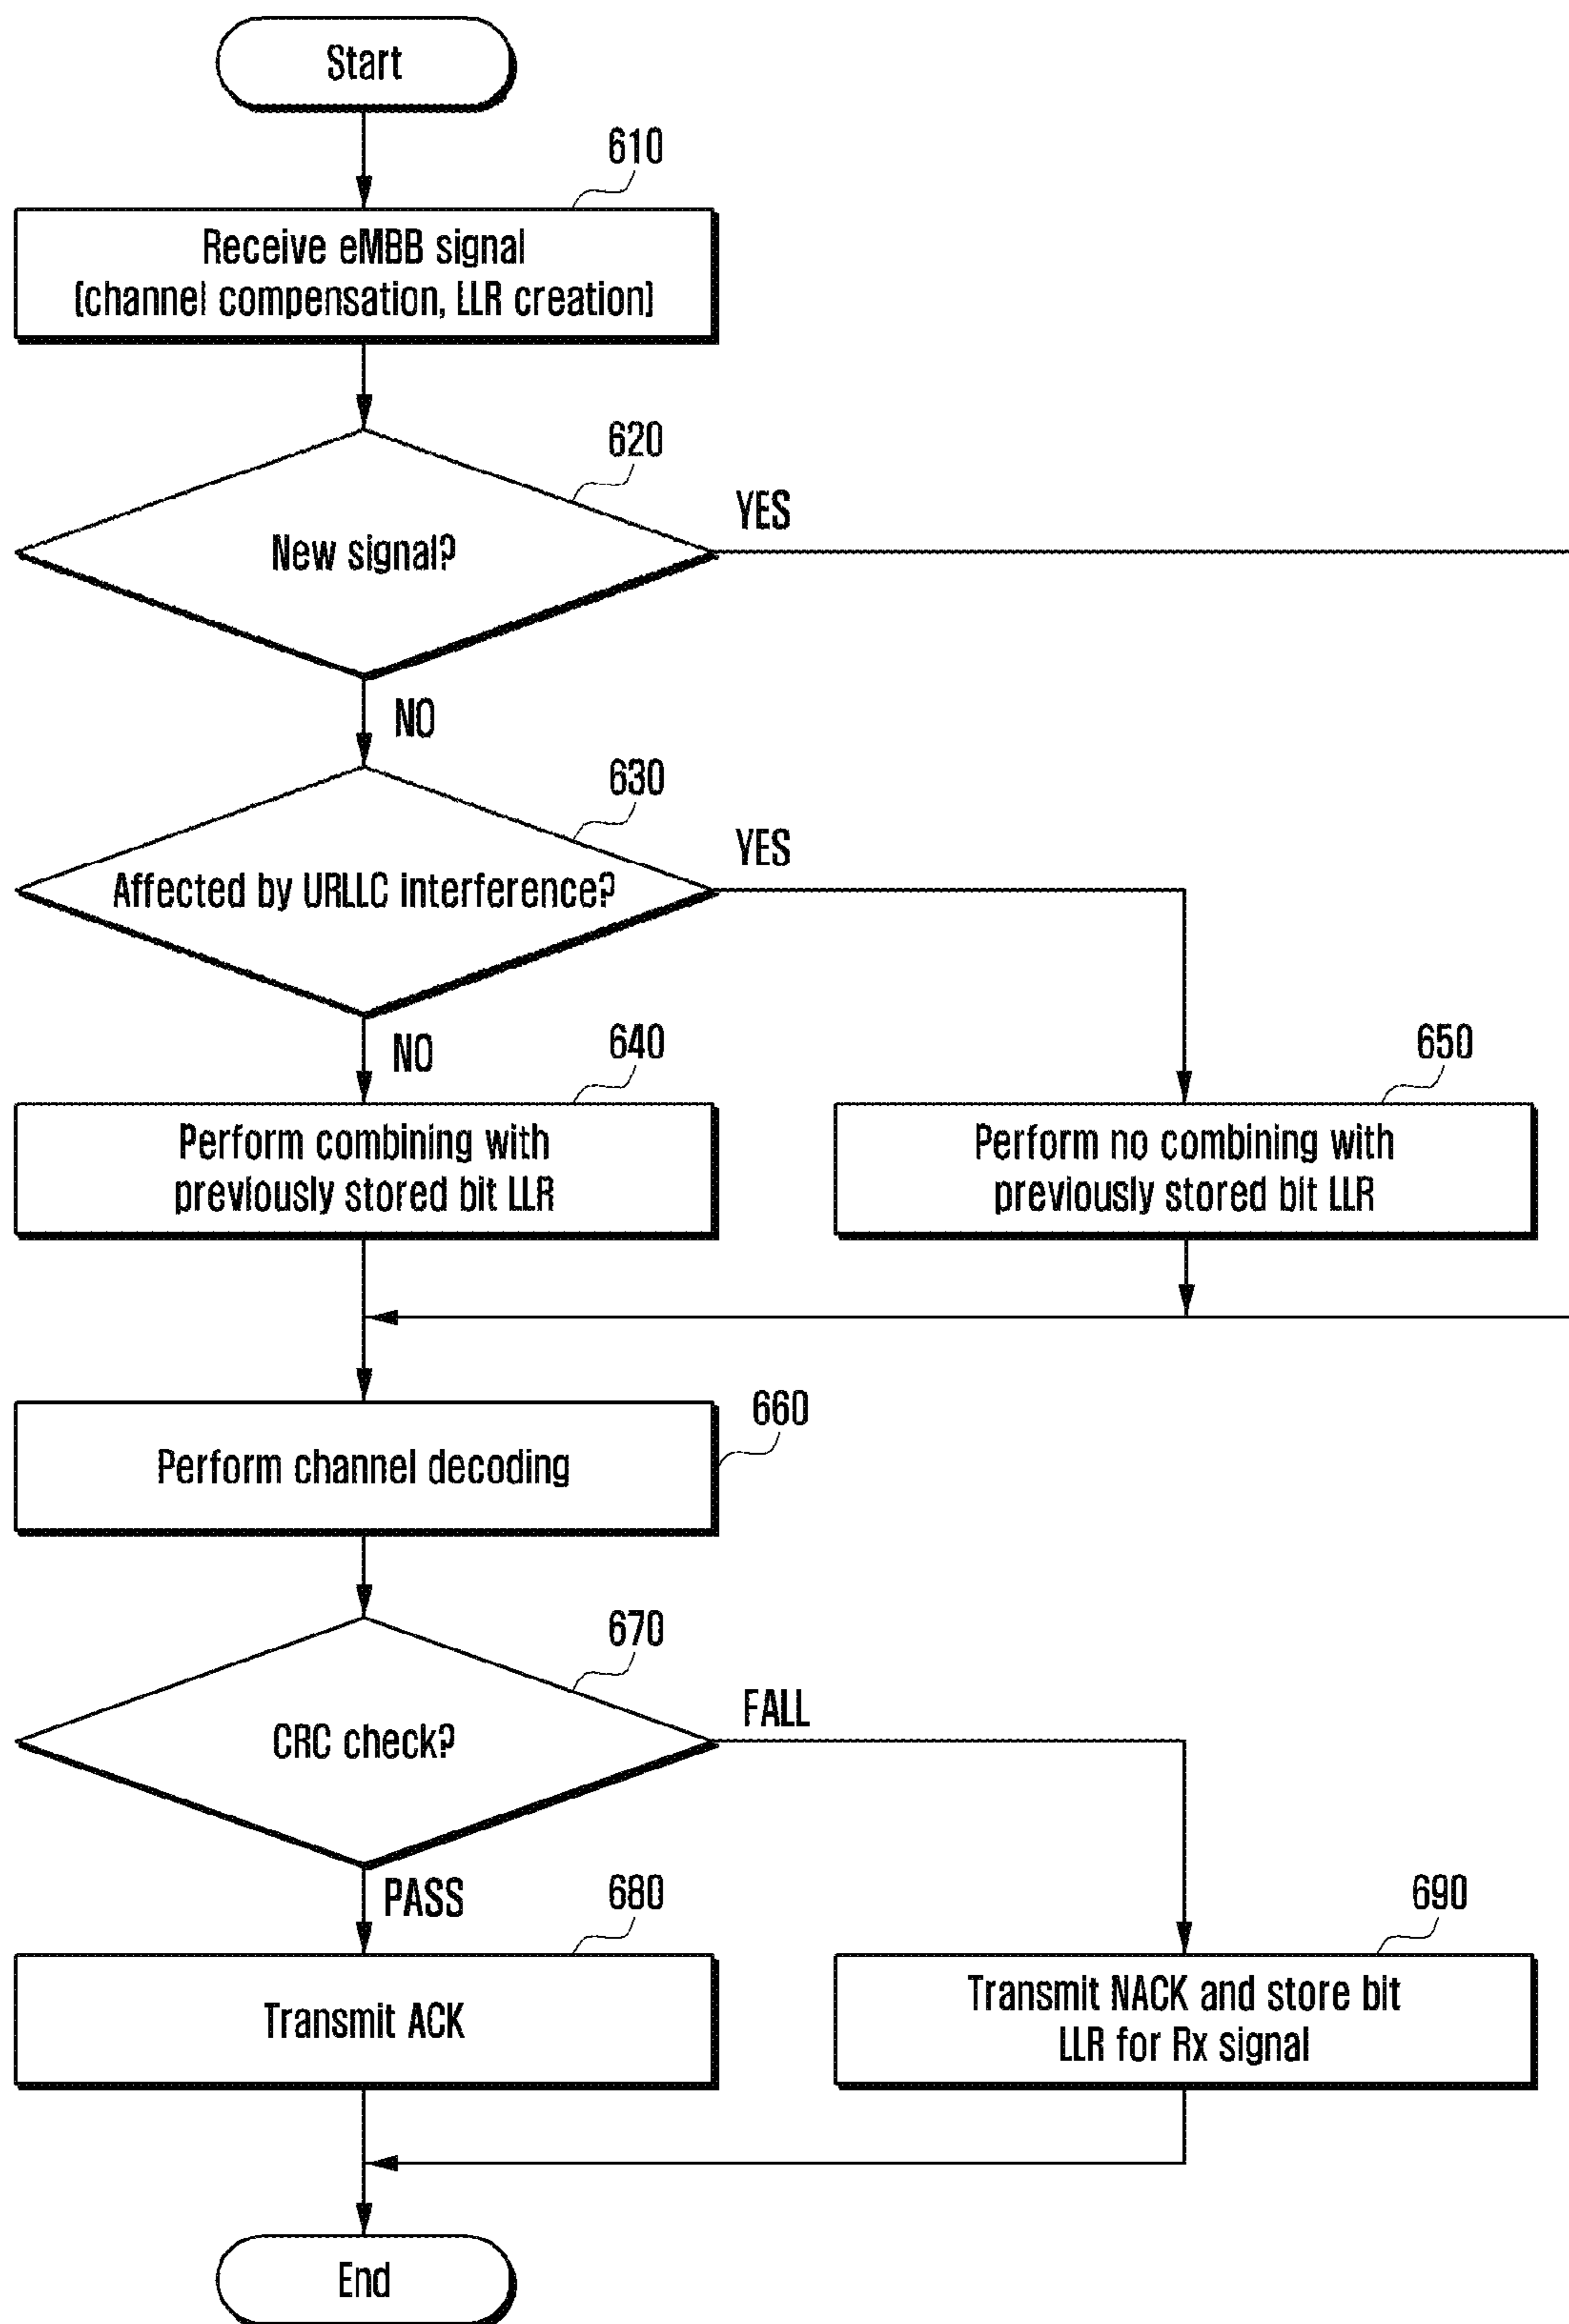 Start
610
Receive eMBB signal
(channel compensation, LLR creation)
620
New signal?
YES
NO
630
Affected by URLLC interference?
YES
NO
640
Perform combining with
previously stored bit LLR
650
Perform no combining with
previously stored bit LLR
660
Perform channel decoding
670
CRC check?
FALL
PASS
680
Transmit ACK
690
Transmit NACK and store bit
LLR for Rx signal
End